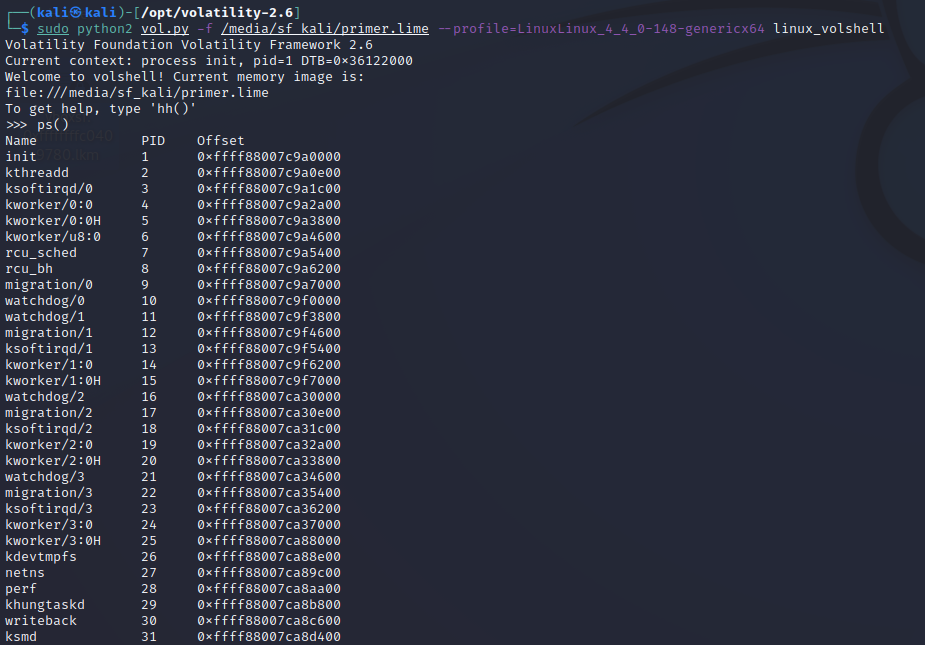 ┌──(kali㉿kali)-[/opt/volatility-2.6]
└─$ sudo python2 vol.py -f /media/sf_kali/primer.lime --profile=LinuxLinux_4_4_0-148-genericx64 linux_volshell
Volatility Foundation Volatility Framework 2.6
Current context: process init, pid=1 DTB=0×36122000
Welcome to volshell! Current memory image is:
file:///media/sf_kali/primer.lime
To get help, type 'hh()'
>>> ps()
Name PID Offset
init 1 0×ffff88007c9a0000
kthreadd 2 0×ffff88007c9a0e00
ksoftirqd/0 3 0×ffff88007c9a1c00
kworker/0:0 4 0×ffff88007c9a2a00
kworker/0:0H 5 0×ffff88007c9a3800
kworker/u8:0 6 0×ffff88007c9a4600
rcu_sched 7 0×ffff88007c9a5400
rcu_bh 8 0×ffff88007c9a6200
migration/0 9 0×ffff88007c9a7000
watchdog/0 10 0×ffff88007c9f0000
watchdog/1 11 0×ffff88007c9f3800
migration/1 12 0×ffff88007c9f4600
ksoftirqd/1 13 0×ffff88007c9f5400
kworker/1:0 14 0×ffff88007c9f6200
kworker/1:0H 15 0×ffff88007c9f7000
watchdog/2 16 0×ffff88007ca30000
migration/2 17 0×ffff88007ca30e00
ksoftirqd/2 18 0×ffff88007ca31c00
kworker/2:0 19 0×ffff88007ca32a00
kworker/2:0H 20 0×ffff88007ca33800
watchdog/3 21 0×ffff88007ca34600
migration/3 22 0×ffff88007ca35400
ksoftirqd/3 23 0×ffff88007ca36200
kworker/3:0 24 0×ffff88007ca37000
kworker/3:0H 25 0×ffff88007ca88000
kdevtmpfs 26 0×ffff88007ca88e00
netns 27 0×ffff88007ca89c00
perf 28 0×ffff88007ca8aa00
khungtaskd 29 0×ffff88007ca8b800
writeback 30 0×ffff88007ca8c600
ksmd 31 0×ffff88007ca8d400